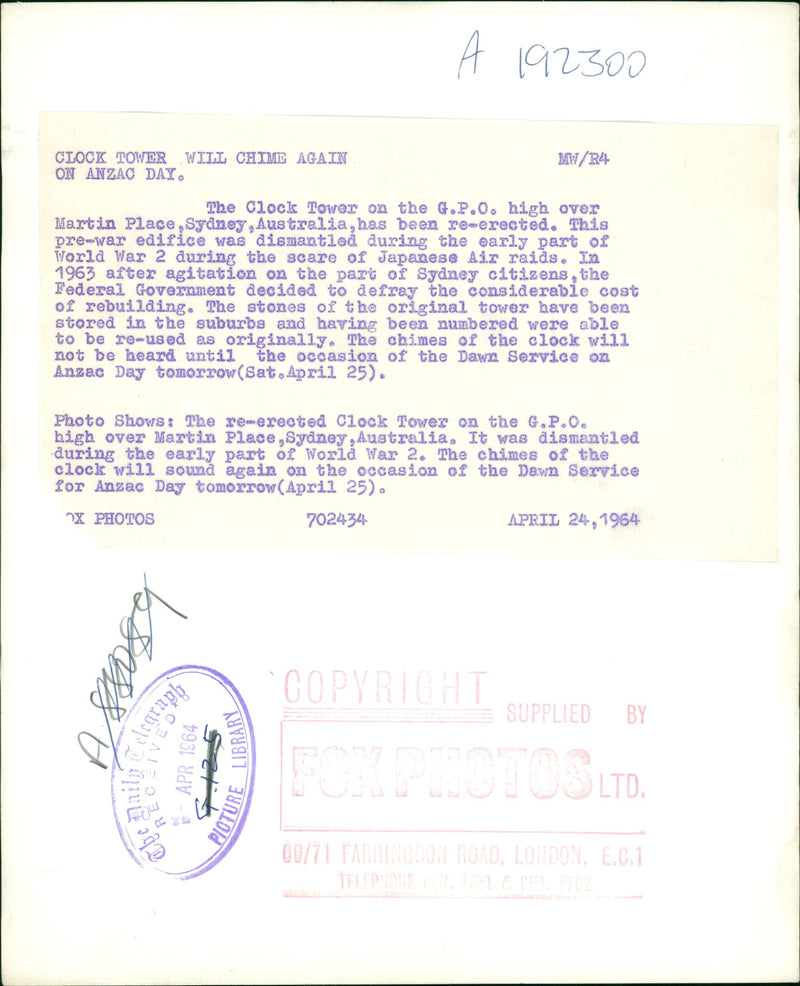 A 192300
CLOCK TOWER WILL CHIME AGAIN MW/R4
ON ANZAC DAY.
The Clock Tower on the G.P.O. high over
Martin Place,Sydney,Australia,has been re-erected. This
pre-war edifice was dismantled during the early part of
World War 2 during the scare of Japanese Air raids. In
1963 after agitation on the part of Sydney citizens,the
Federal Government decided to defray the considerable cost
of rebuilding. The stones of the original tower have been
stored in the suburbs and having been numbered were able
to be re-used as originally. The chimes of the clock will
not be heard until the occasion of the Dawn Service on
Anzac Day tomorrow(Sat.April 25).
Photo Shows: The re-erected Clock Tower on the G.P.O.
high over Martin Place,Sydney,Australia. It was dismantled
during the early part of World War 2. The chimes of the
clock will sound again on the occasion of the Dawn Service
for Anzac Day tomorrow(April 25).
OX PHOTOS 702434 APRIL 24,1964
The Daily Telegraph
RECEIVED
APR 1964
PICTURE LIBRARY
COPYRIGHT
SUPPLIED BY
FOX PHOTOS LTD.
69/71 FARRINGDON ROAD, LONDON, E.C.1
TELEPHONE CEN.